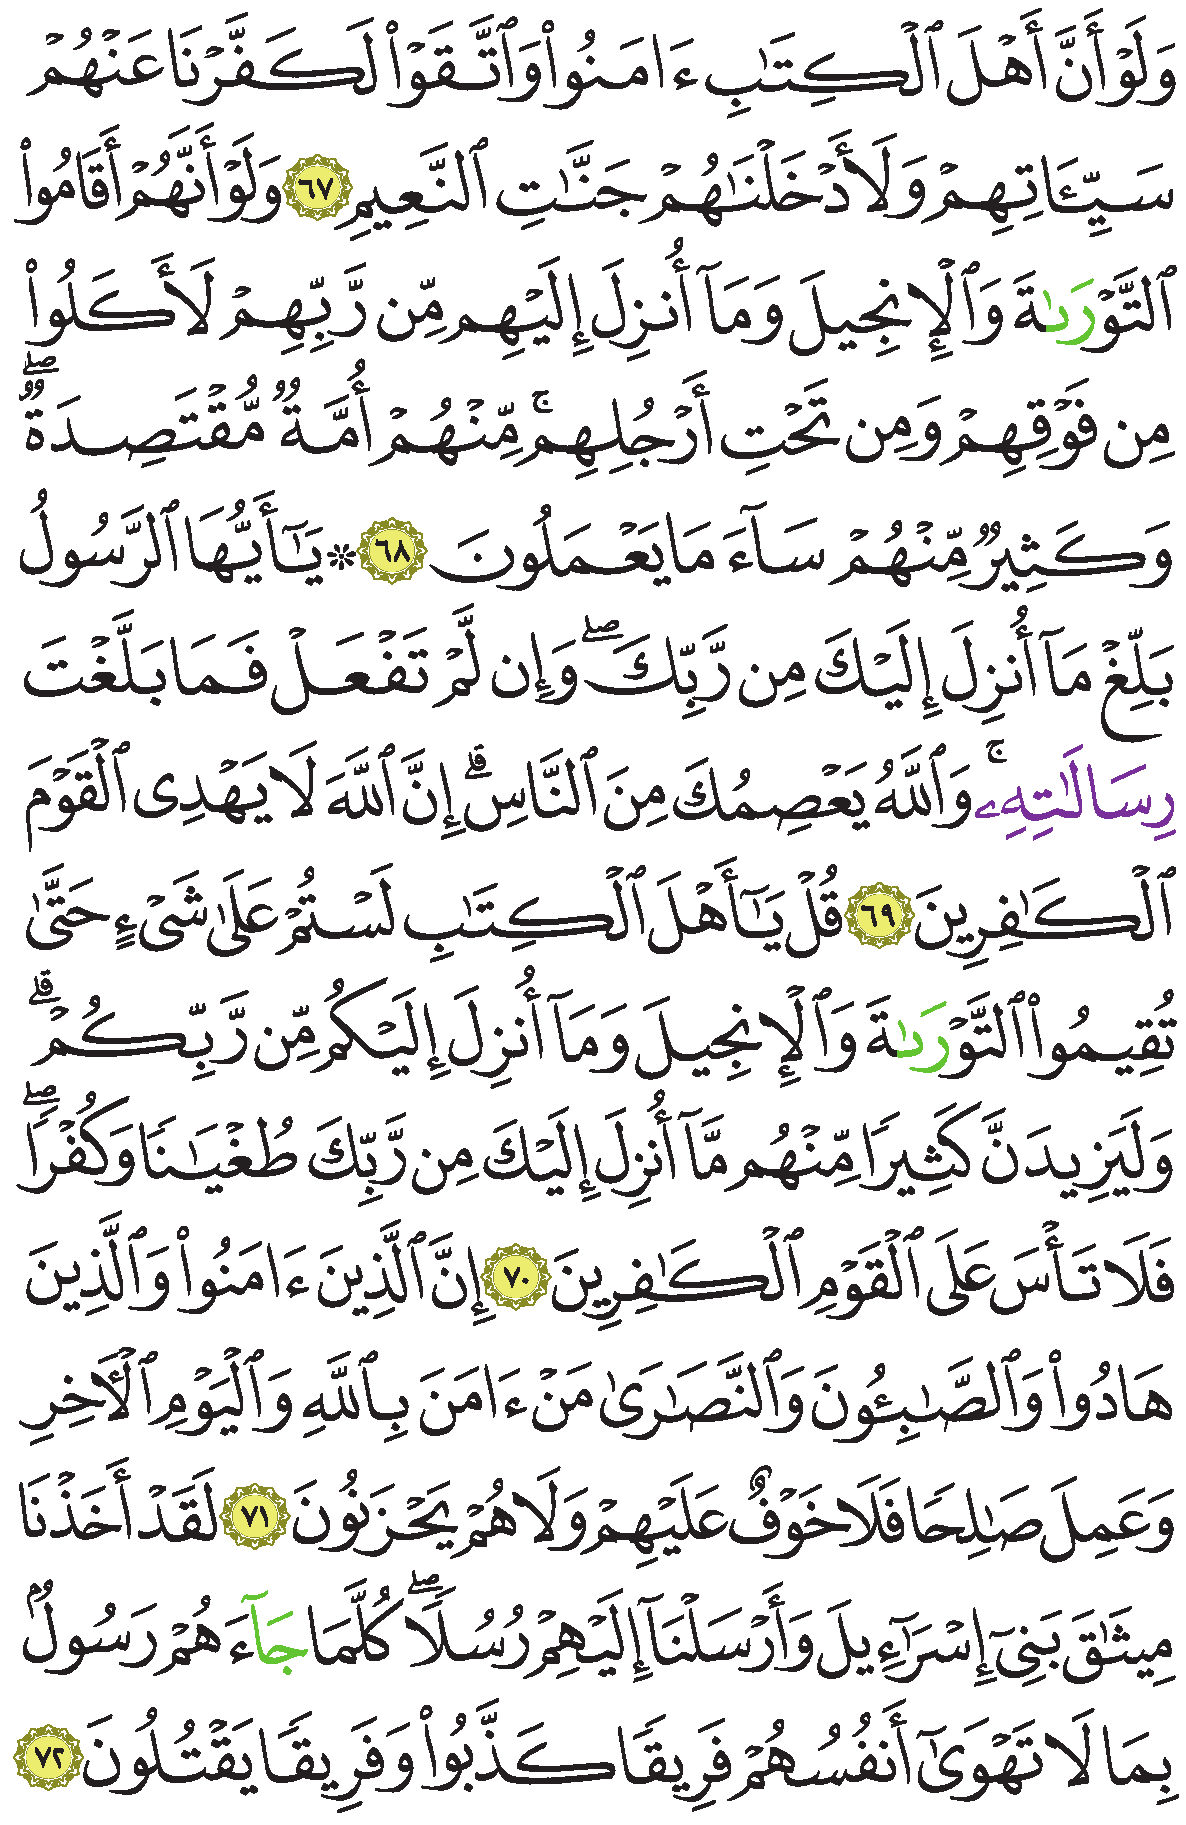 وَلَوۡ أَنَّ أَهۡلَ ٱلۡكِتَٰبِ ءَامَنُواْ وَٱتَّقَوۡاْ لَكَفَّرۡنَا عَنۡهُمۡ
سَيِّـَٔاتِهِمۡ وَلَأَدۡخَلۡنَٰهُمۡ جَنَّٰتِ ٱلنَّعِيمِ ٦٧ وَلَوۡ أَنَّهُمۡ أَقَامُواْ
ٱلتَّوۡرَىٰةَ وَٱلۡإِنجِيلَ وَمَآ أُنزِلَ إِلَيۡهِم مِّن رَّبِّهِمۡ لَأَكَلُواْ
مِن فَوۡقِهِمۡ وَمِن تَحۡتِ أَرۡجُلِهِمۚ مِّنۡهُمۡ أُمَّةٞ مُّقۡتَصِدَةٞۖ
وَكَثِيرٞ مِّنۡهُمۡ سَآءَ مَا يَعۡمَلُونَ ٦٨ ۞ يَٰٓأَيُّهَا ٱلرَّسُولُ
بَلِّغۡ مَآ أُنزِلَ إِلَيۡكَ مِن رَّبِّكَۖ وَإِن لَّمۡ تَفۡعَلۡ فَمَا بَلَّغۡتَ
رِسَالَٰتِهِۦۚ وَٱللَّهُ يَعۡصِمُكَ مِنَ ٱلنَّاسِۗ إِنَّ ٱللَّهَ لَا يَهۡدِى ٱلۡقَوۡمَ
ٱلۡكَٰفِرِينَ ٦٩ قُلۡ يَٰٓأَهۡلَ ٱلۡكِتَٰبِ لَسۡتُمۡ عَلَىٰ شَىۡءٍ حَتَّىٰ
تُقِيمُواْ ٱلتَّوۡرَىٰةَ وَٱلۡإِنجِيلَ وَمَآ أُنزِلَ إِلَيۡكُم مِّن رَّبِّكُمۡۗ
وَلَيَزِيدَنَّ كَثِيرٗا مِّنۡهُم مَّآ أُنزِلَ إِلَيۡكَ مِن رَّبِّكَ طُغۡيَٰنٗا وَكُفۡرٗاۖ
فَلَا تَأۡسَ عَلَى ٱلۡقَوۡمِ ٱلۡكَٰفِرِينَ ٧٠ إِنَّ ٱلَّذِينَ ءَامَنُواْ وَٱلَّذِينَ
هَادُواْ وَٱلصَّٰبِـُٔونَ وَٱلنَّصَٰرَىٰ مَنۡ ءَامَنَ بِٱللَّهِ وَٱلۡيَوۡمِ ٱلۡأٓخِرِ
وَعَمِلَ صَٰلِحٗا فَلَا خَوۡفٌ عَلَيۡهِمۡ وَلَا هُمۡ يَحۡزَنُونَ ٧١ لَقَدۡ أَخَذۡنَا
مِيثَٰقَ بَنِىٓ إِسۡرَٰٓءِيلَ وَأَرۡسَلۡنَآ إِلَيۡهِمۡ رُسُلٗاۖ كُلَّمَا جَآءَهُمۡ رَسُولُۢ
بِمَا لَا تَهۡوَىٰٓ أَنفُسُهُمۡ فَرِيقٗا كَذَّبُواْ وَفَرِيقٗا يَقۡتُلُونَ ٧٢